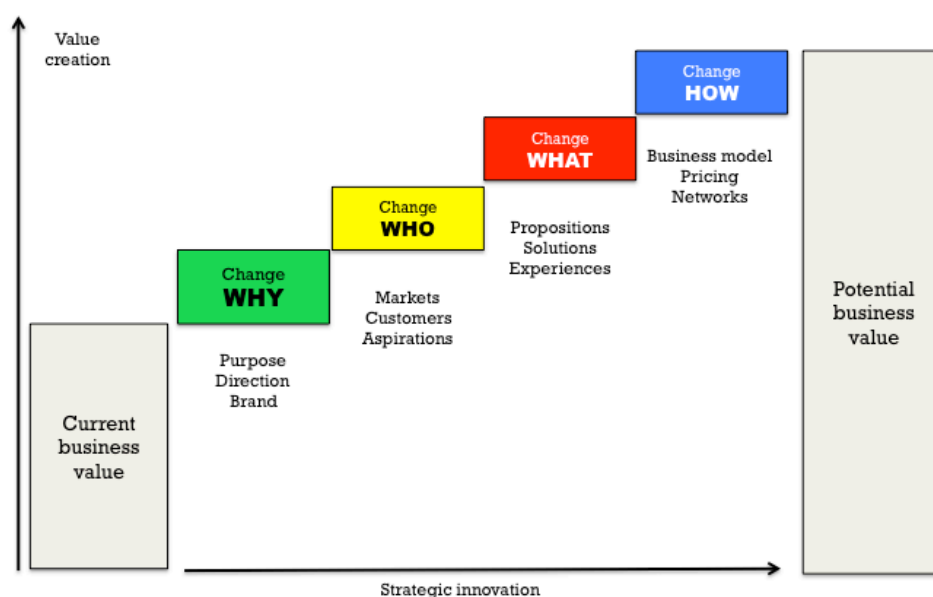 Value
creation
Change
HOW
Business model
Pricing
Networks
Change
WHAT
Propositions
Solutions
Experiences
Change
WHO
Markets
Customers
Aspirations
Change
WHY
Purpose
Direction
Brand
Current
business
value
Potential
business
value
Strategic innovation